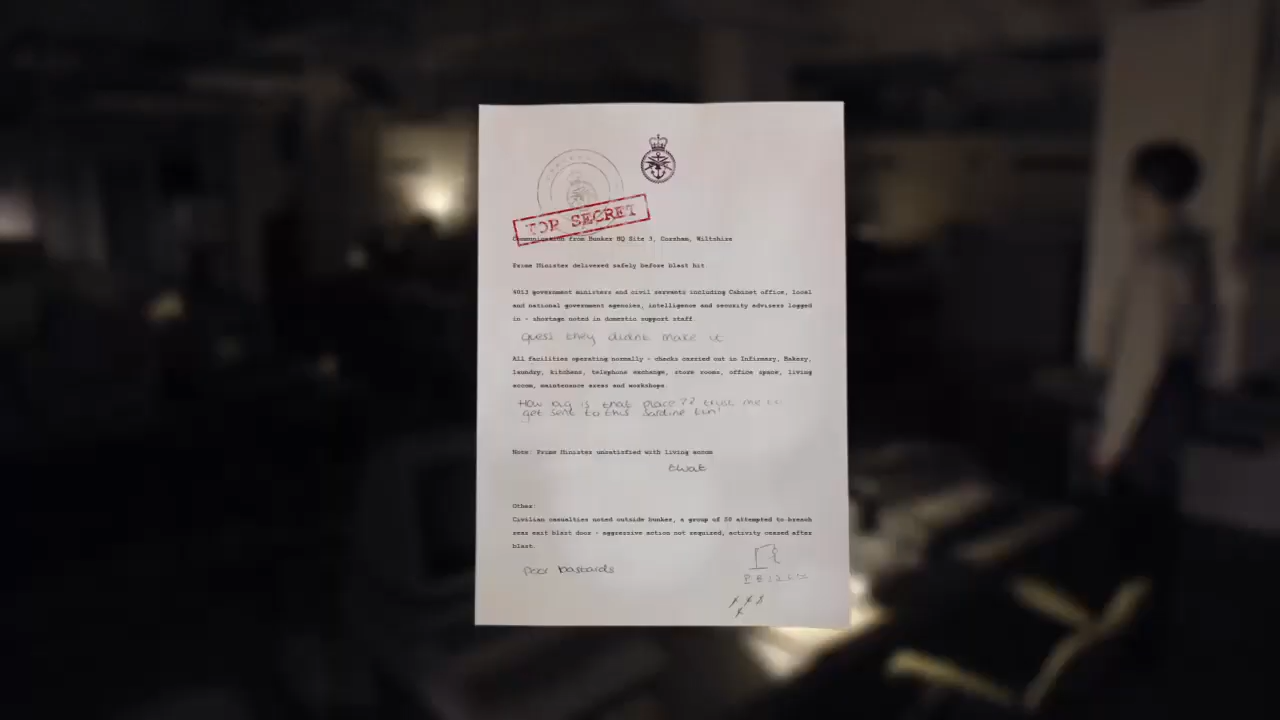 TOP SECRET
Communication from Bunker HQ Site 3, Corsham, Wiltshire
Prime Minister delivered safely before blast hit.
4012 government ministers and civil servants including Cabinet office, local
and national government agencies, intelligence and security advisers logged
in - shortage noted in domestic support staff
guess they didnt make it
All facilities operating normally - checks carried out in Infirmary, Bakery,
laundry, kitchens, telephone exchange, store rooms, office space, living
accom, maintenance areas and workshops.
How big is that place?? trust me to
get sent to this sardine tin!
Note: Prime Minister unsatisfied with living accom
twat
Other:
Civilian casualties noted outside bunker, a group of 50 attempted to breach
rear exit blast door - aggressive action not required, activity ceased after
blast.
poor bastards